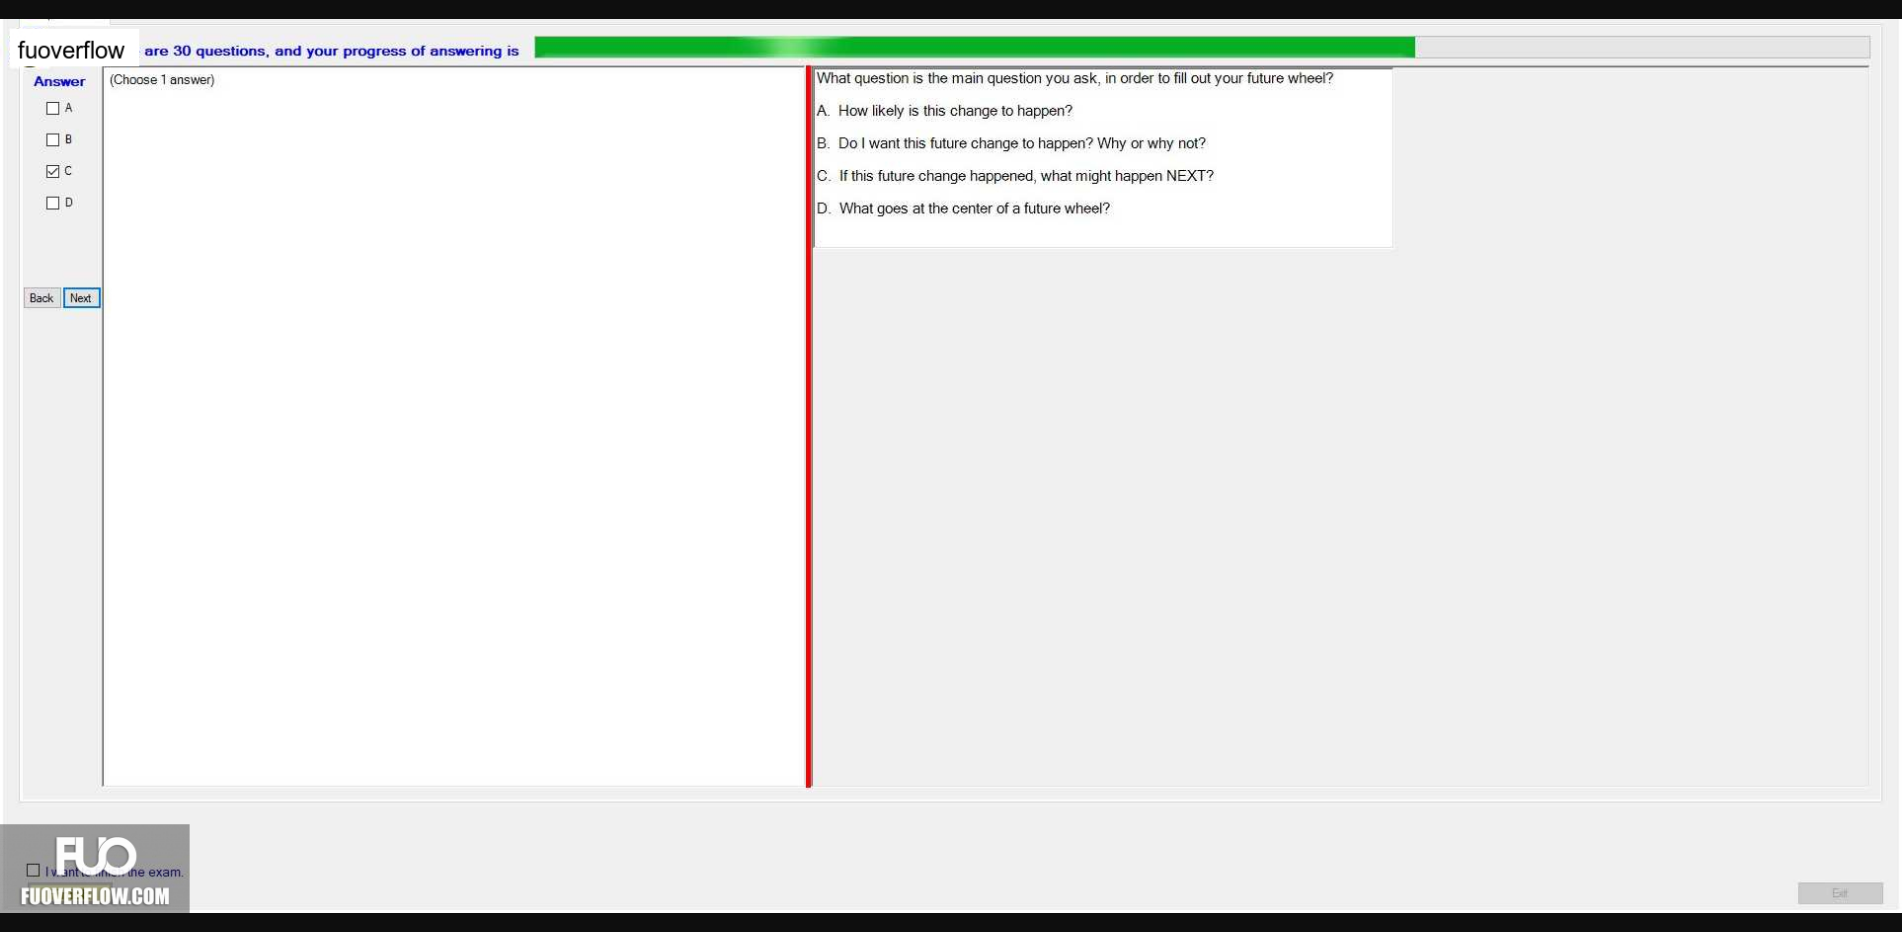 fuoverflow are 30 questions, and your progress of answering is
Answer
(Choose 1 answer)
A
B
C
D
Back Next
What question is the main question you ask, in order to fill out your future wheel?
A. How likely is this change to happen?
B. Do I want this future change to happen? Why or why not?
C. If this future change happened, what might happen NEXT?
D. What goes at the center of a future wheel?
FUO
I want to finish the exam.
FUOVERFLOW.COM
Exit